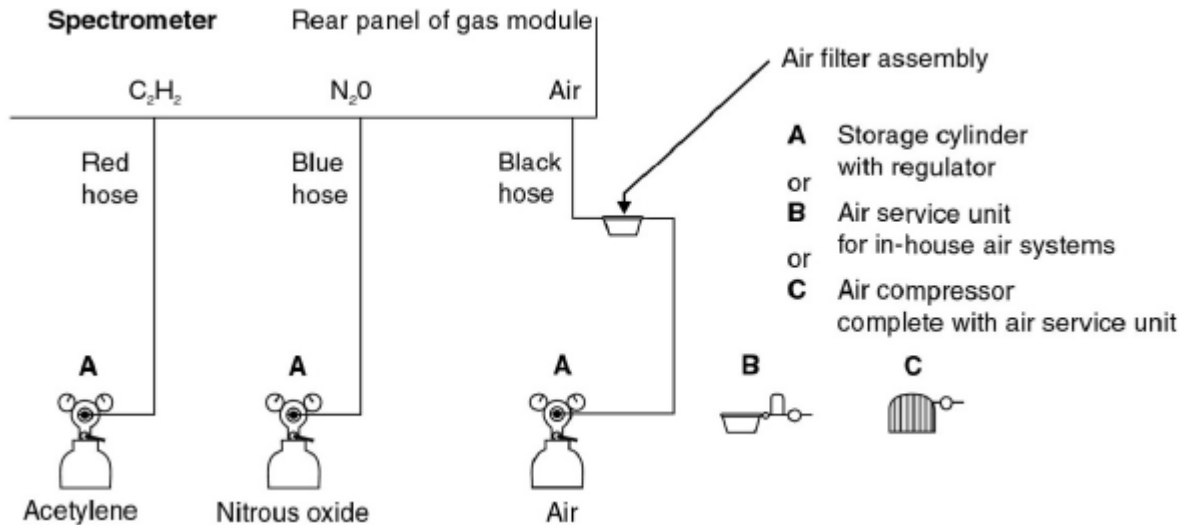 Spectrometer Rear panel of gas module
Air filter assembly
C₂H₂ N₂0 Air
Red hose
Blue hose
Black hose
A Storage cylinder
with regulator
or
B Air service unit
for in-house air systems
or
C Air compressor
complete with air service unit
A A A B C
Acetylene Nitrous oxide Air